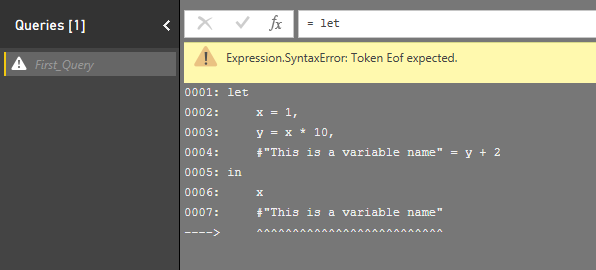 Queries [1]
<
fx
= let
First_Query
Expression.SyntaxError: Token Eof expected.
0001: let
0002:     x = 1,
0003:     y = x * 10,
0004:     #"This is a variable name" = y + 2
0005: in
0006:     x
0007:     #"This is a variable name"
---->     ^^^^^^^^^^^^^^^^^^^^^^^^^^